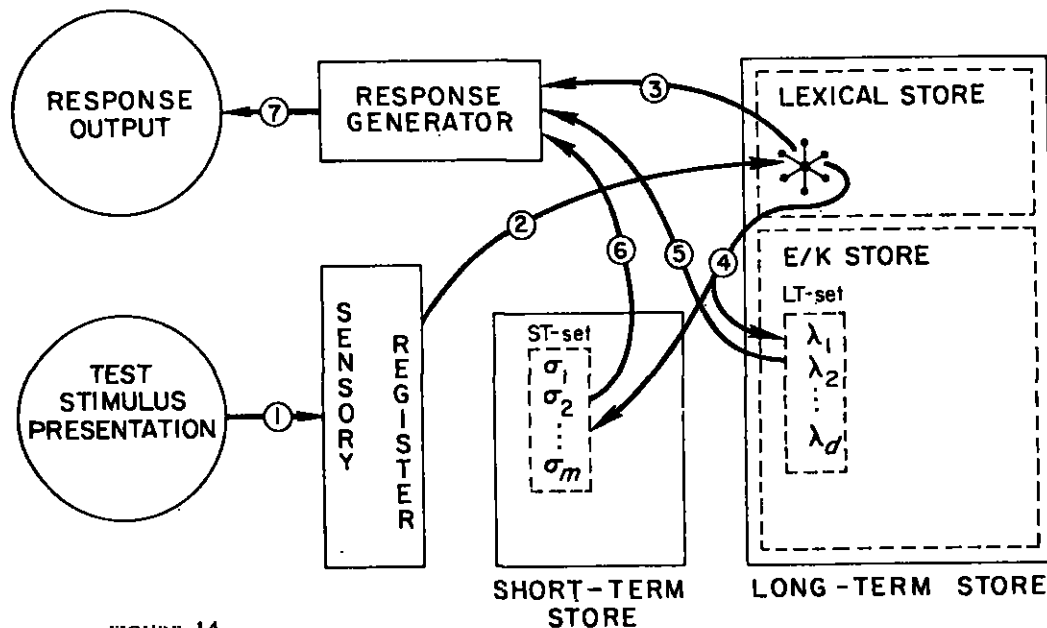 RESPONSE
OUTPUT
7
RESPONSE
GENERATOR
3
LEXICAL STORE
2
6
5
4
E/K STORE
LT-set
λ1
λ2
⋮
λd
TEST
STIMULUS
PRESENTATION
1
SENSORY
REGISTER
ST-set
σ1
σ2
⋮
σm
SHORT-TERM
STORE
LONG-TERM STORE
14